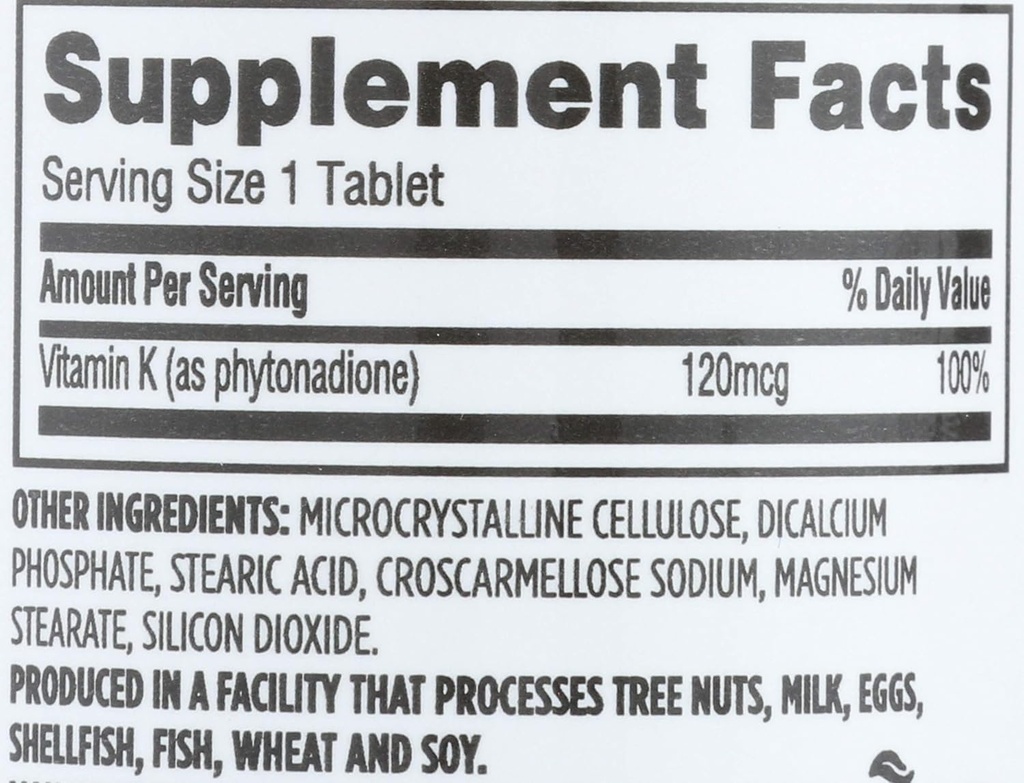 Supplement Facts
Serving Size 1 Tablet
Amount Per Serving % Daily Value
Vitamin K (as phytonadione) 120mcg 100%
OTHER INGREDIENTS: MICROCRYSTALLINE CELLULOSE, DICALCIUM
PHOSPHATE, STEARIC ACID, CROSCARMELLOSE SODIUM, MAGNESIUM
STEARATE, SILICON DIOXIDE.
PRODUCED IN A FACILITY THAT PROCESSES TREE NUTS, MILK, EGGS,
SHELLFISH, FISH, WHEAT AND SOY.